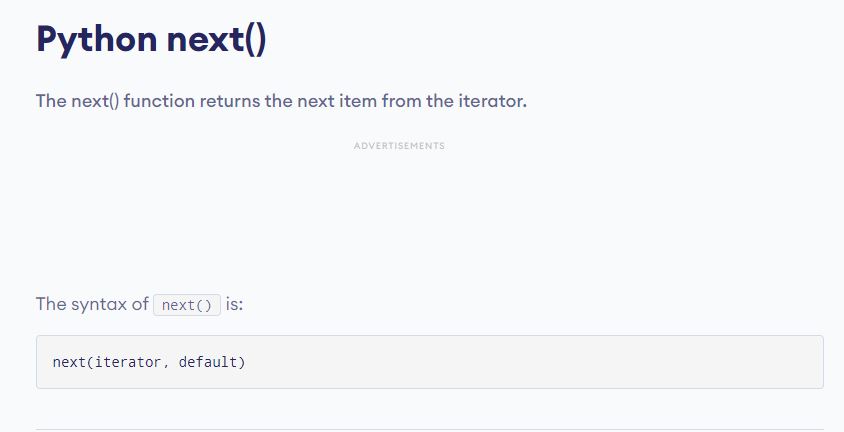 Python next()
The next() function returns the next item from the iterator.
ADVERTISEMENTS
The syntax of next() is:
next(iterator, default)